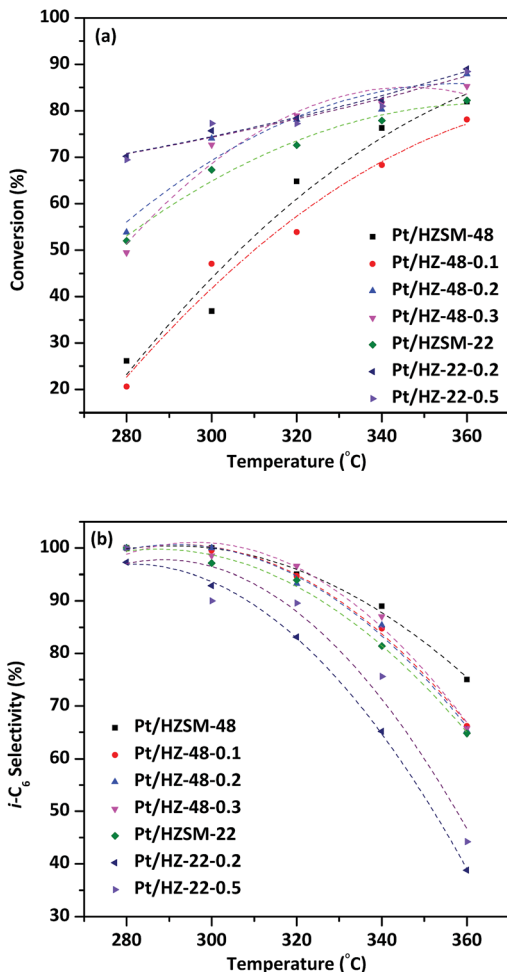 (a)
100
90
80
70
60
50
40
30
20
Conversion (%)
Pt/HZSM-48
Pt/HZ-48-0.1
Pt/HZ-48-0.2
Pt/HZ-48-0.3
Pt/HZSM-22
Pt/HZ-22-0.2
Pt/HZ-22-0.5
280 300 320 340 360
Temperature (°C)
(b)
100
90
80
70
60
50
40
30
i-C₆ Selectivity (%)
Pt/HZSM-48
Pt/HZ-48-0.1
Pt/HZ-48-0.2
Pt/HZ-48-0.3
Pt/HZSM-22
Pt/HZ-22-0.2
Pt/HZ-22-0.5
280 300 320 340 360
Temperature (°C)